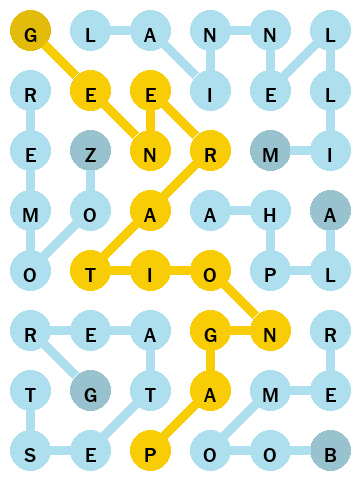 G L A N N L
R E E I E L
E Z N R M I
M O A A H A
O T I O P L
R E A G N R
T G T A M E
S E P O O B